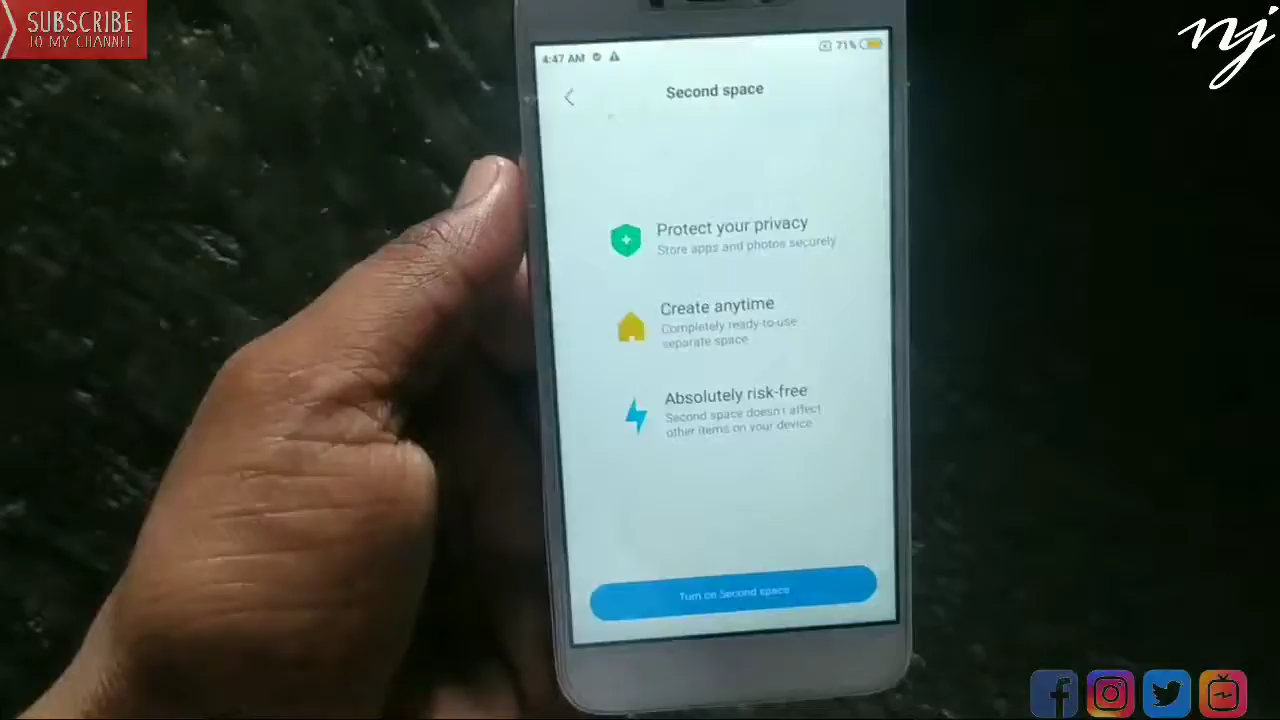 SUBSCRIBE
TO MY CHANNEL
nj
4:47 AM
71%
Second space
Protect your privacy
Store apps and photos securely
Create anytime
Completely ready-to-use
separate space
Absolutely risk-free
Second space doesn't affect
other items on your device
Turn on Second space